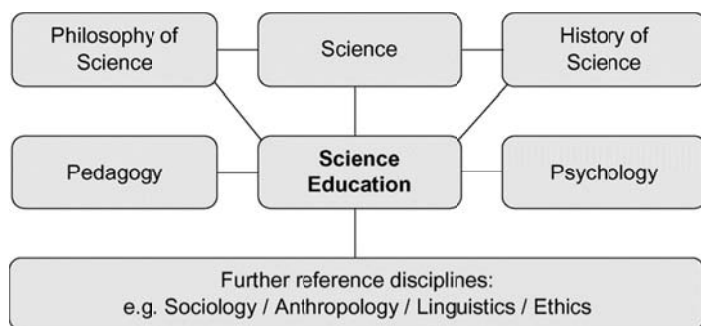 Philosophy of
Science
Science
History of
Science
Pedagogy
Science
Education
Psychology
Further reference disciplines:
e.g. Sociology / Anthropology / Linguistics / Ethics